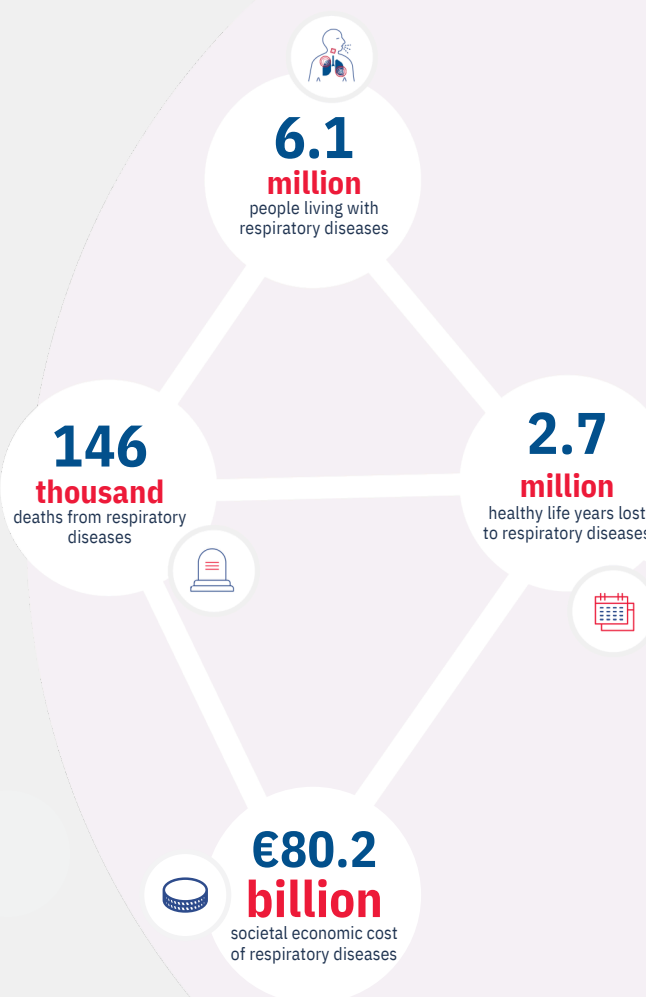 6.1
million
people living with
respiratory diseases
146
thousand
deaths from respiratory
diseases
2.7
million
healthy life years lost
to respiratory diseases
€80.2
billion
societal economic cost
of respiratory diseases